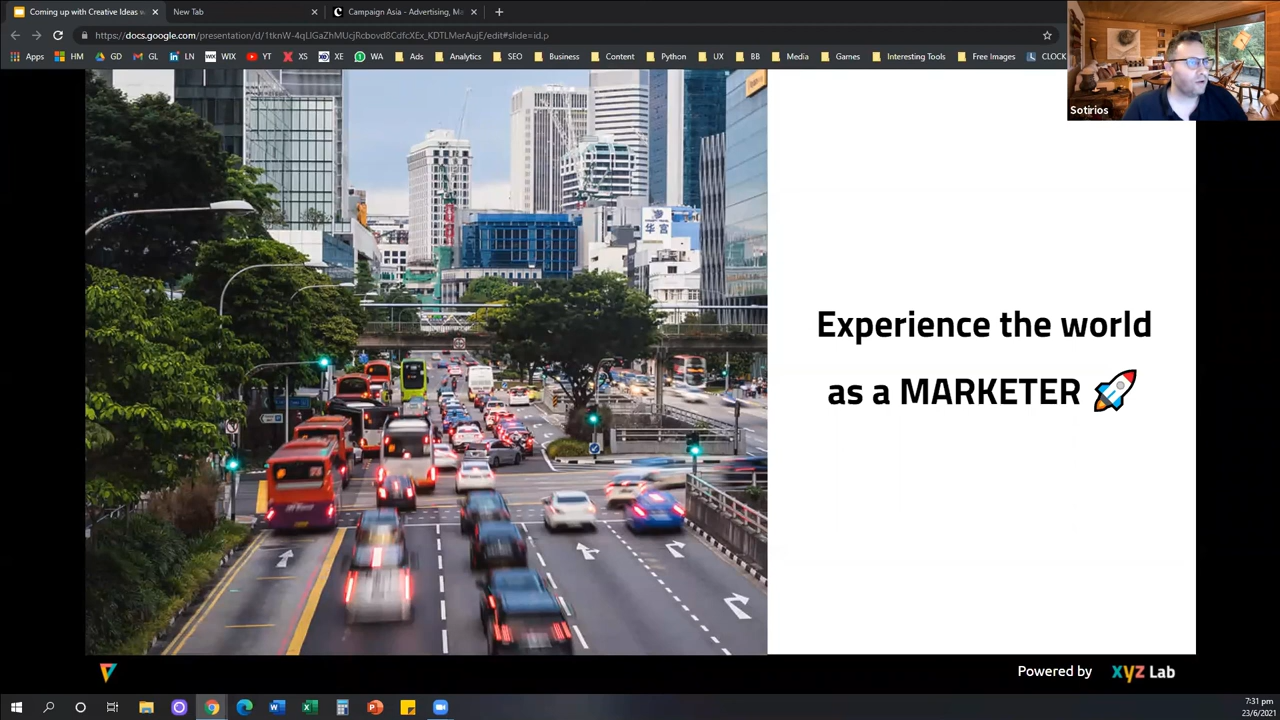 Coming up with Creative Ideas w
New Tab
Campaign Asia - Advertising, Ma
https://docs.google.com/presentation/d/1tknW-4qLlGaZhMUcjRcbovd8CdfcXEx_KDTLMerAujE/edit#slide=id.p
Apps HM GD GL LN WIX YT XS XE WA Ads Analytics SEO Business Content Python UX BB Media Games Interesting Tools Free Images CLOCK
Sotirios
华宫
Experience the world
as a MARKETER 🚀
Powered by XYZ Lab
7:31 pm
23/6/2021